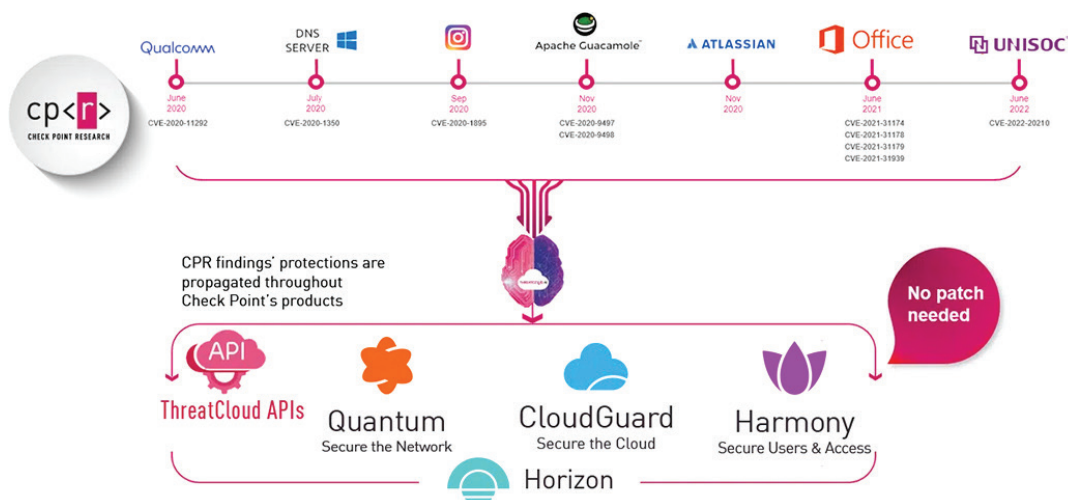 Qualcomm
DNS
SERVER
Apache Guacamole™
ATLASSIAN
Office
UNISOC
cp<r>
CHECK POINT RESEARCH
June
2020
CVE-2020-11292
July
2020
CVE-2020-1350
Sep
2020
CVE-2020-1895
Nov
2020
CVE-2020-9497
CVE-2020-9498
Nov
2020
June
2021
CVE-2021-31174
CVE-2021-31178
CVE-2021-31179
CVE-2021-31939
June
2022
CVE-2022-20210
CPR findings' protections are
propagated throughout
Check Point's products
No patch
needed
API
ThreatCloud APIs
Quantum
Secure the Network
CloudGuard
Secure the Cloud
Harmony
Secure Users & Access
Horizon